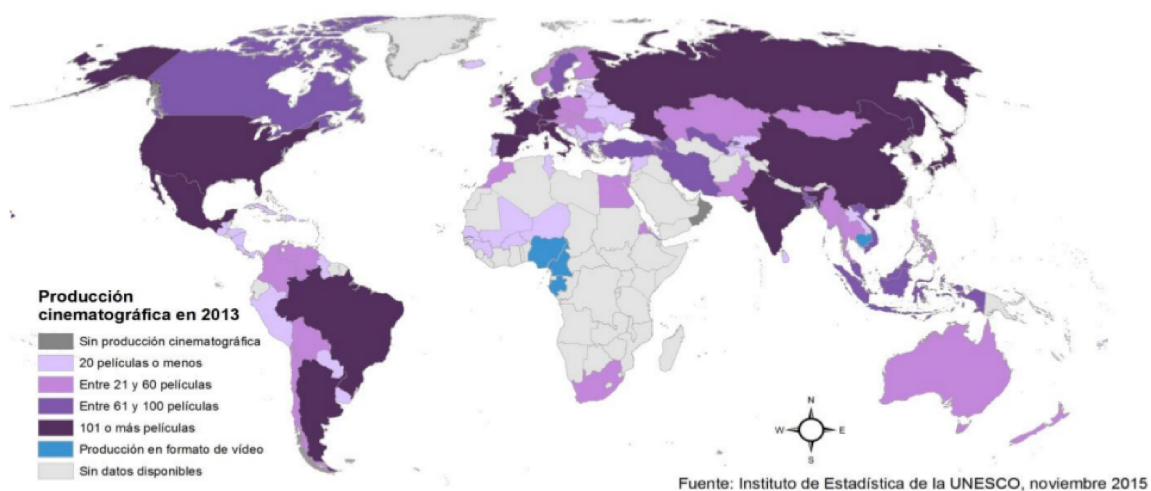 Producción
cinematográfica en 2013
Sin producción cinematográfica
20 películas o menos
Entre 21 y 60 películas
Entre 61 y 100 películas
101 o más películas
Producción en formato de vídeo
Sin datos disponibles
N
W E
S
Fuente: Instituto de Estadística de la UNESCO, noviembre 2015